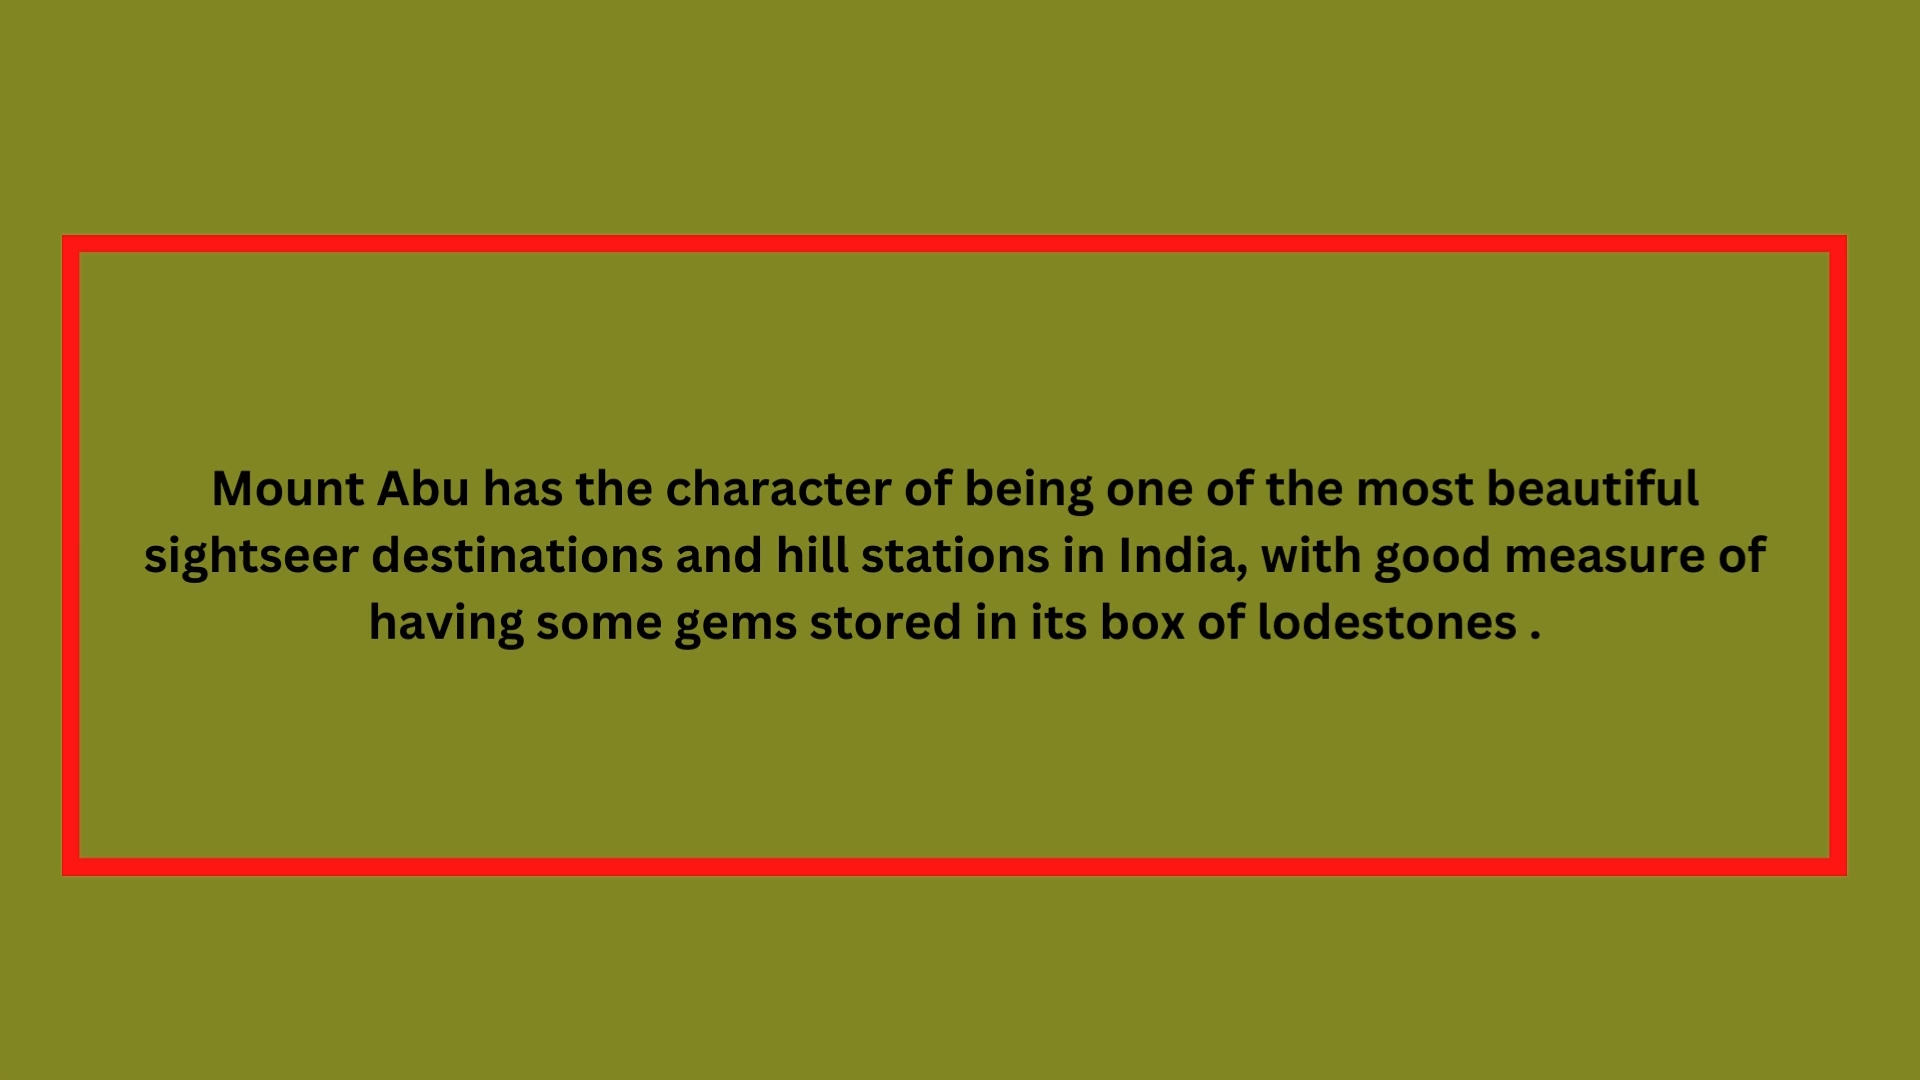 Mount Abu has the character of being one of the most beautiful
sightseer destinations and hill stations in India, with good measure of
having some gems stored in its box of lodestones .